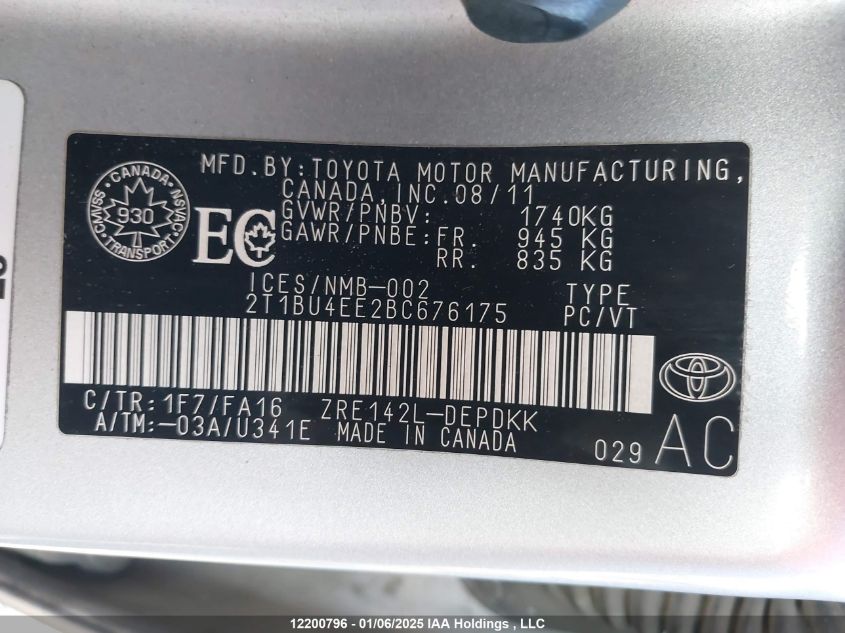 MFD.BY:TOYOTA MOTOR MANUFACTURING,
CANADA,INC.08/11
GVWR/PNBV: 1740KG
GAWR/PNBE:FR. 945 KG
RR. 835 KG
CANADA
CMVSS 930 NSVAC
TRANSPORT
EC
ICES/NMB-002 TYPE
2T1BU4EE2BC676175 PC/VT
C/TR:1F7/FA16 ZRE142L-DEPDKK
A/TM:-03A/U341E MADE IN CANADA
029 AC
12200796 - 01/06/2025 IAA Holdings , LLC